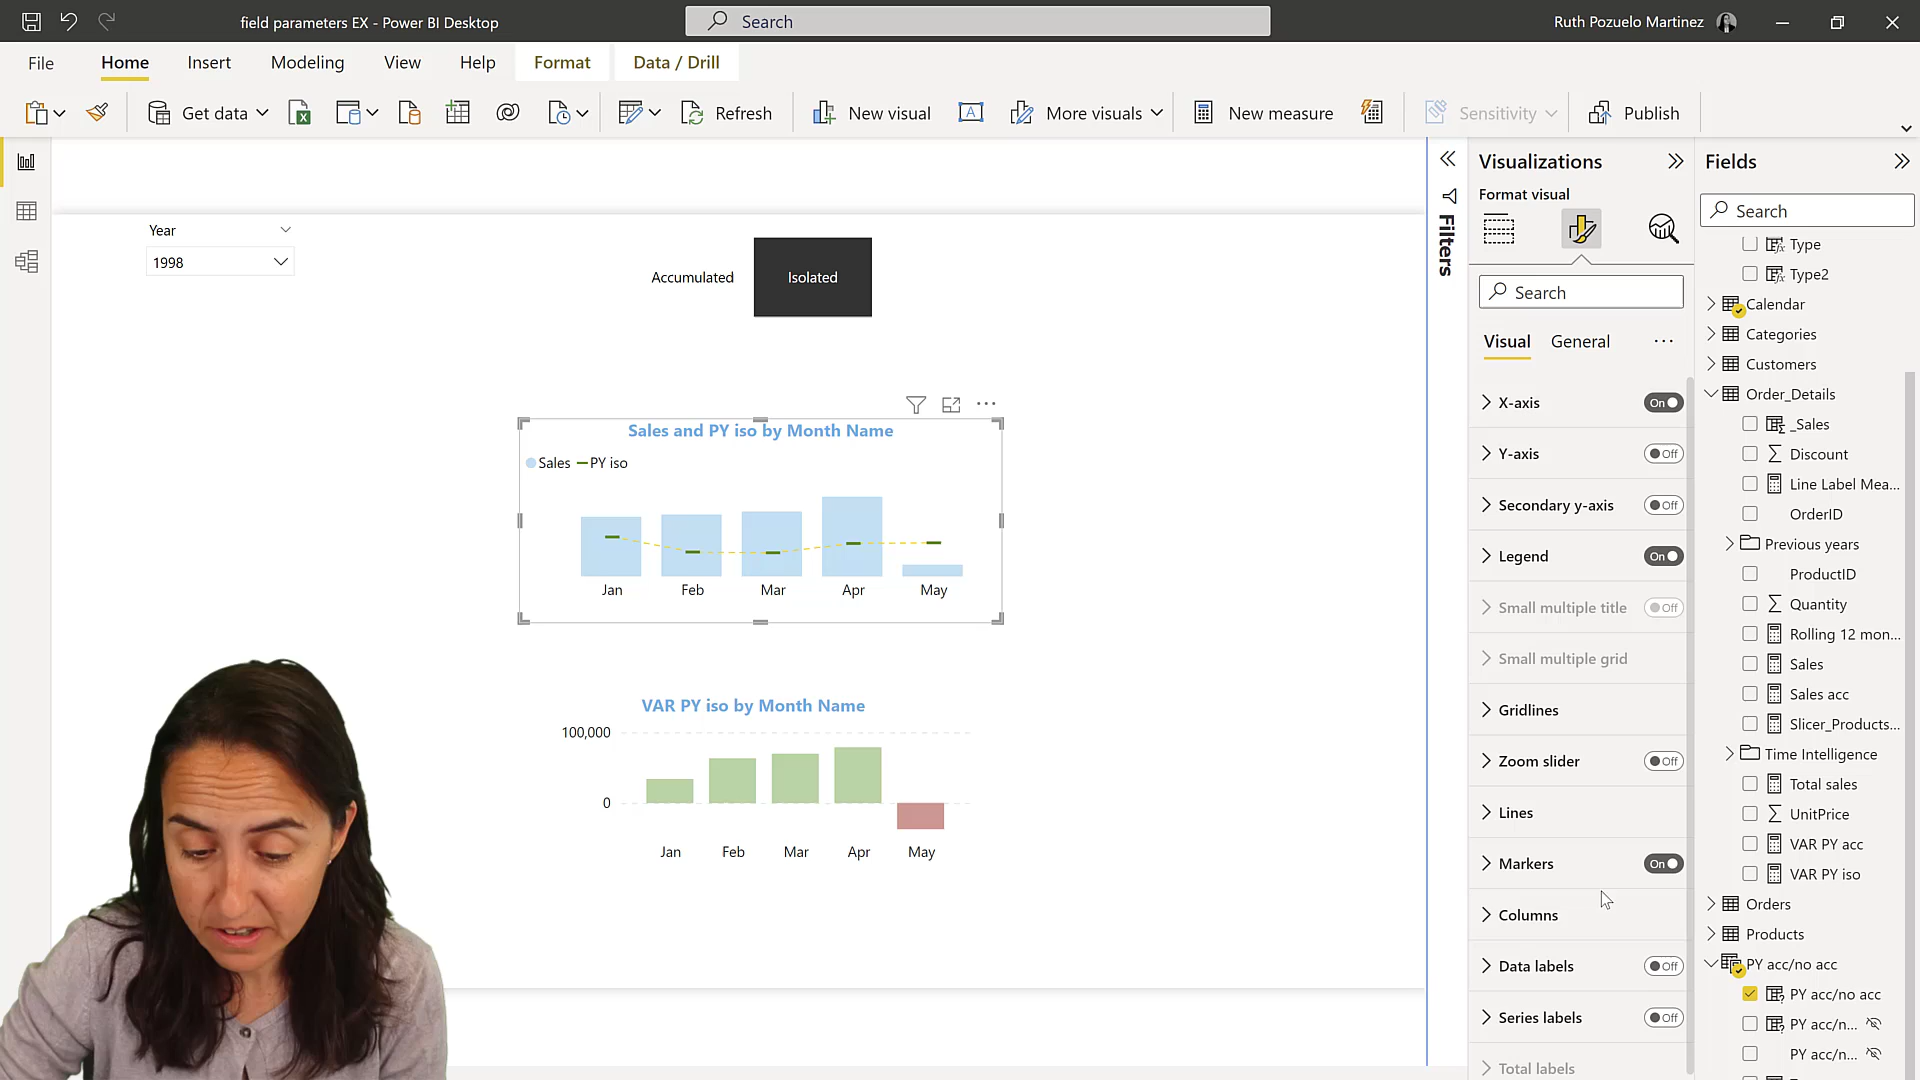 field parameters EX - Power BI Desktop
Search
Ruth Pozuelo Martinez
File
Home
Insert
Modeling
View
Help
Format
Data / Drill
Get data
Refresh
New visual
More visuals
New measure
Sensitivity
Publish
Year
1998
Accumulated
Isolated
Sales and PY iso by Month Name
Sales
PY iso
Jan
Feb
Mar
Apr
May
VAR PY iso by Month Name
100,000
0
Jan
Feb
Mar
Apr
May
Filters
Visualizations
Format visual
Search
Visual
General
X-axis
On
Y-axis
Off
Secondary y-axis
Off
Legend
On
Small multiple title
Off
Small multiple grid
Gridlines
Zoom slider
Off
Lines
Markers
On
Columns
Data labels
Off
Series labels
Off
Total labels
Fields
Search
Type
Type2
Calendar
Categories
Customers
Order_Details
_Sales
Discount
Line Label Mea...
OrderID
Previous years
ProductID
Quantity
Rolling 12 mon...
Sales
Sales acc
Slicer_Products...
Time Intelligence
Total sales
UnitPrice
VAR PY acc
VAR PY iso
Orders
Products
PY acc/no acc
PY acc/no acc
PY acc/n...
PY acc/n...